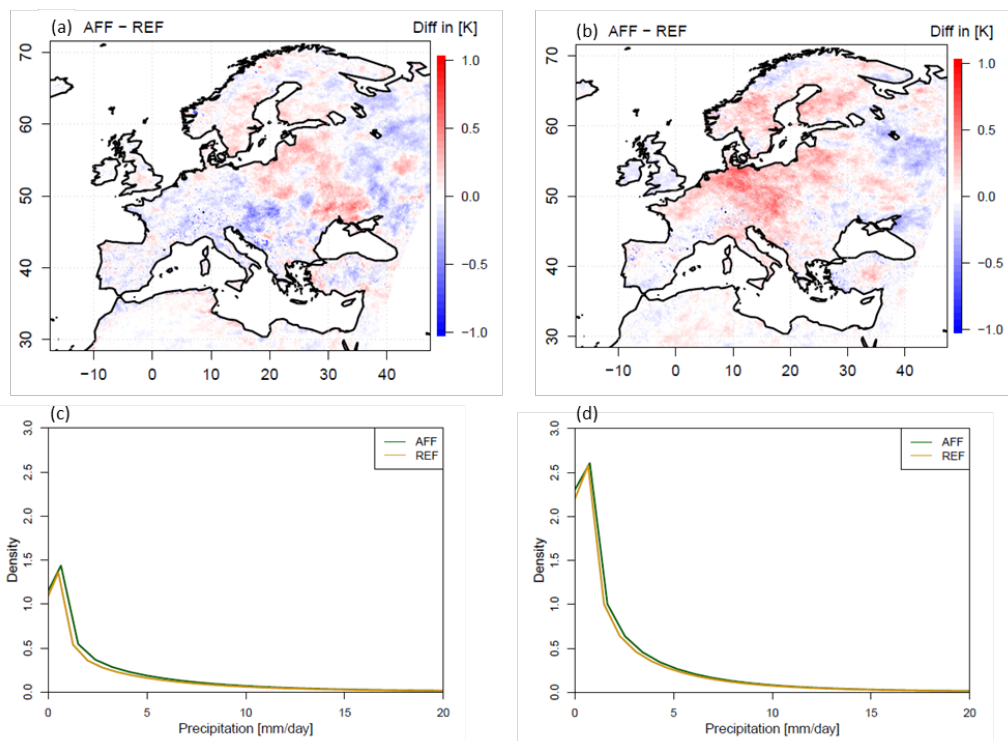 (a) AFF − REF Diff in [K]
70
60
50
40
30
−10 0 10 20 30 40
1.0
0.5
0.0
−0.5
−1.0
(b) AFF − REF Diff in [K]
70
60
50
40
30
−10 0 10 20 30 40
1.0
0.5
0.0
−0.5
−1.0
(c)
AFF
REF
3.0
2.5
2.0
1.5
1.0
0.5
0.0
Density
0 5 10 15 20
Precipitation [mm/day]
(d)
AFF
REF
3.0
2.5
2.0
1.5
1.0
0.5
0.0
Density
0 5 10 15 20
Precipitation [mm/day]